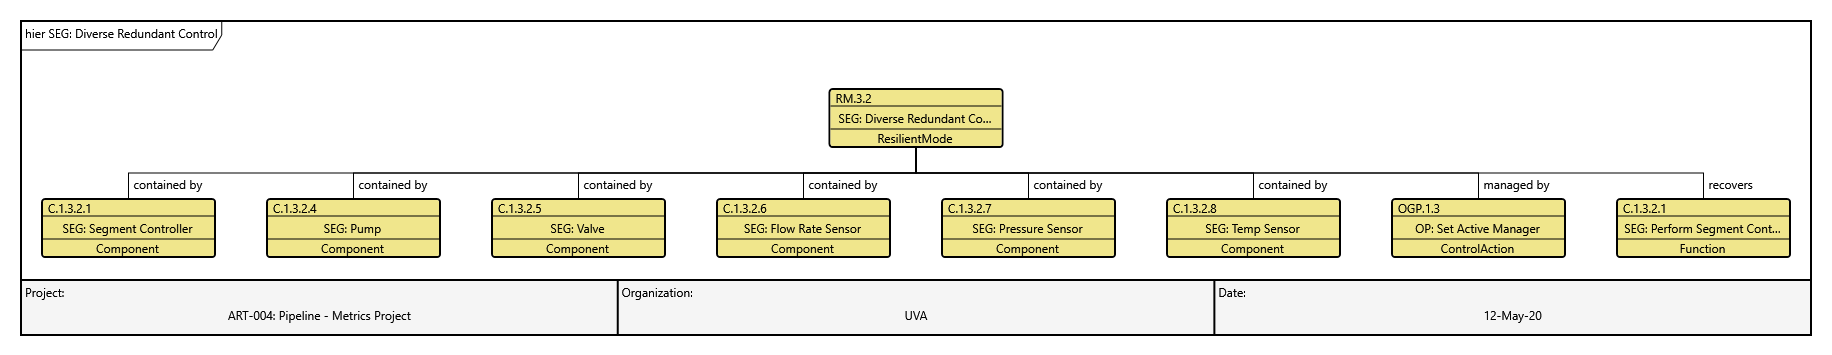 hier SEG: Diverse Redundant Control
RM.3.2
SEG: Diverse Redundant Co...
ResilientMode
contained by
contained by
contained by
contained by
contained by
contained by
managed by
recovers
C.1.3.2.1
SEG: Segment Controller
Component
C.1.3.2.4
SEG: Pump
Component
C.1.3.2.5
SEG: Valve
Component
C.1.3.2.6
SEG: Flow Rate Sensor
Component
C.1.3.2.7
SEG: Pressure Sensor
Component
C.1.3.2.8
SEG: Temp Sensor
Component
OGP.1.3
OP: Set Active Manager
ControlAction
C.1.3.2.1
SEG: Perform Segment Cont...
Function
Project:
ART-004: Pipeline - Metrics Project
Organization:
UVA
Date:
12-May-20